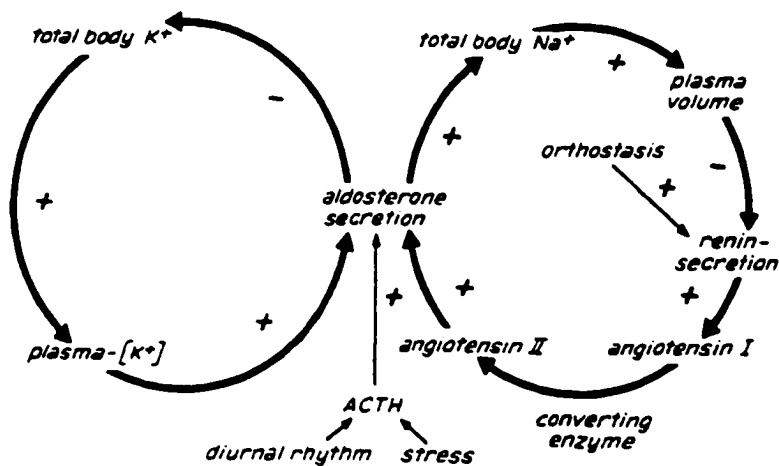 total body K+
total body Na+
+
plasma
volume
-
+
orthostasis
-
+
+
aldosterone
secretion
renin-
secretion
+
+
+
+
plasma-[K+]
angiotensin II
angiotensin I
ACTH
converting
enzyme
diurnal rhythm
stress